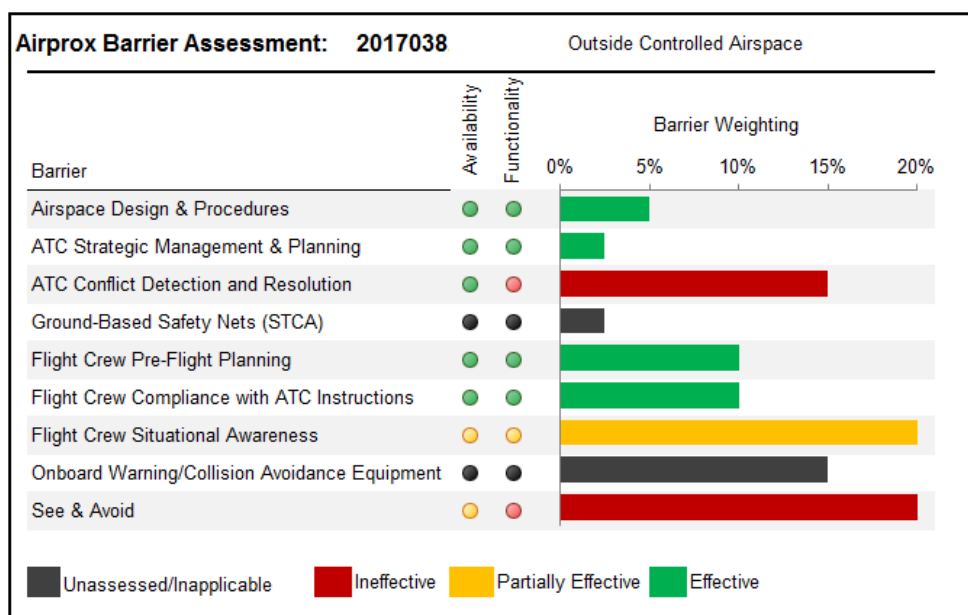 Airprox Barrier Assessment: 2017038 Outside Controlled Airspace
Availability
Functionality
Barrier Weighting
Barrier
0% 5% 10% 15% 20%
Airspace Design & Procedures
ATC Strategic Management & Planning
ATC Conflict Detection and Resolution
Ground-Based Safety Nets (STCA)
Flight Crew Pre-Flight Planning
Flight Crew Compliance with ATC Instructions
Flight Crew Situational Awareness
Onboard Warning/Collision Avoidance Equipment
See & Avoid
Unassessed/Inapplicable Ineffective Partially Effective Effective